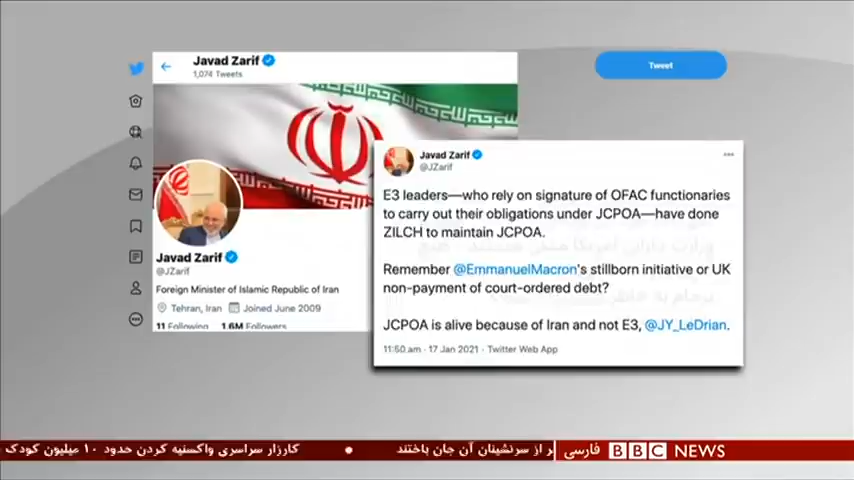 Javad Zarif
1,074 Tweets
Tweet
Javad Zarif
@JZarif
Foreign Minister of Islamic Republic of Iran
Tehran, Iran Joined June 2009
11 Following 1.6M Followers
Javad Zarif
@JZarif
E3 leaders—who rely on signature of OFAC functionaries
to carry out their obligations under JCPOA—have done
ZILCH to maintain JCPOA.
Remember @EmmanuelMacron's stillborn initiative or UK
non-payment of court-ordered debt?
JCPOA is alive because of Iran and not E3, @JY_LeDrian.
11:50 am · 17 Jan 2021 · Twitter Web App
ر از سرنشینان آن جان باختند • کارزار سراسری واکسینه کردن حدود ۱۰ میلیون کودک
BBC NEWS فارسی